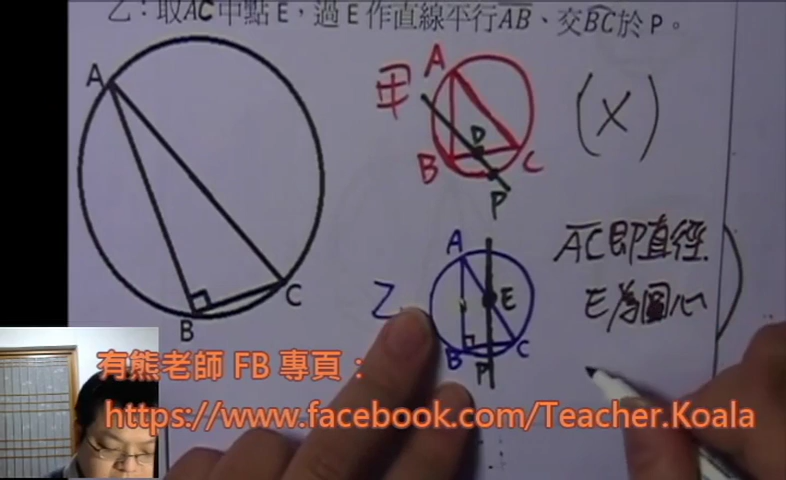 乙：取AC中點E，過E作直線平行AB、交BC於P。
A
甲
A
(×)
D
B
C
P
C
B
乙
A
E
B
C
P
AC即直徑
E為圓心
有熊老師 FB 專頁：
https://www.facebook.com/Teacher.Koala